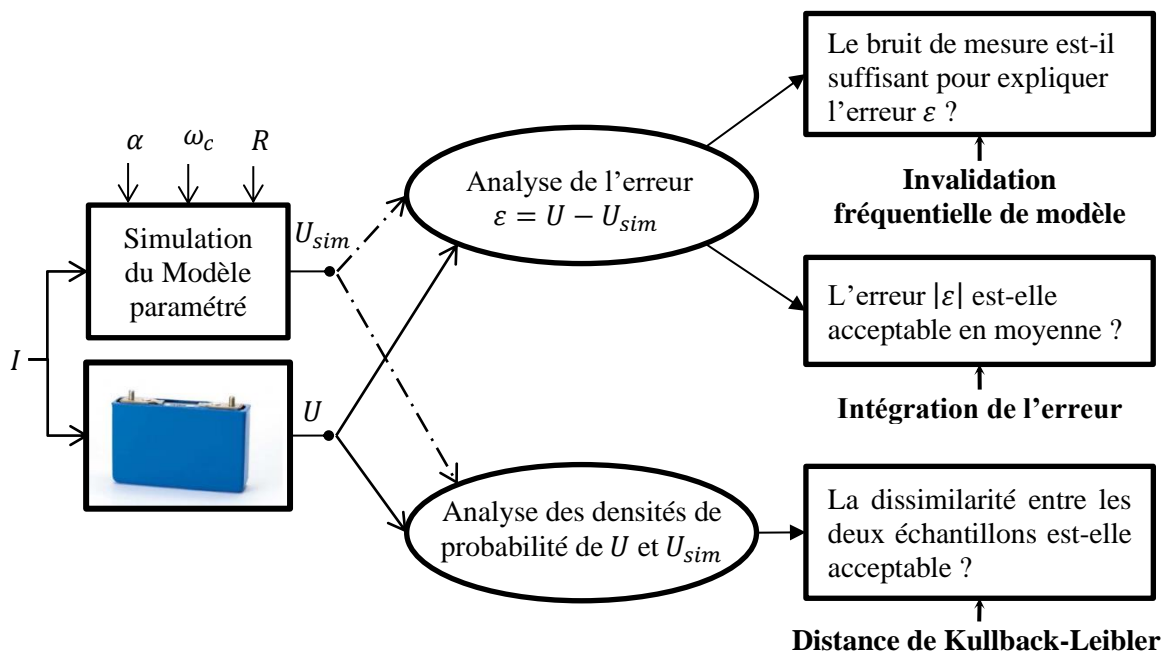 α
ω_c
R
Simulation
du Modèle
paramétré
U_sim
I
U
Analyse de l’erreur
ε = U − U_sim
Analyse des densités de
probabilité de U et U_sim
Le bruit de mesure est-il
suffisant pour expliquer
l’erreur ε ?
Invalidation
fréquentielle de modèle
L’erreur |ε| est-elle
acceptable en moyenne ?
Intégration de l’erreur
La dissimilarité entre les
deux échantillons est-elle
acceptable ?
Distance de Kullback-Leibler